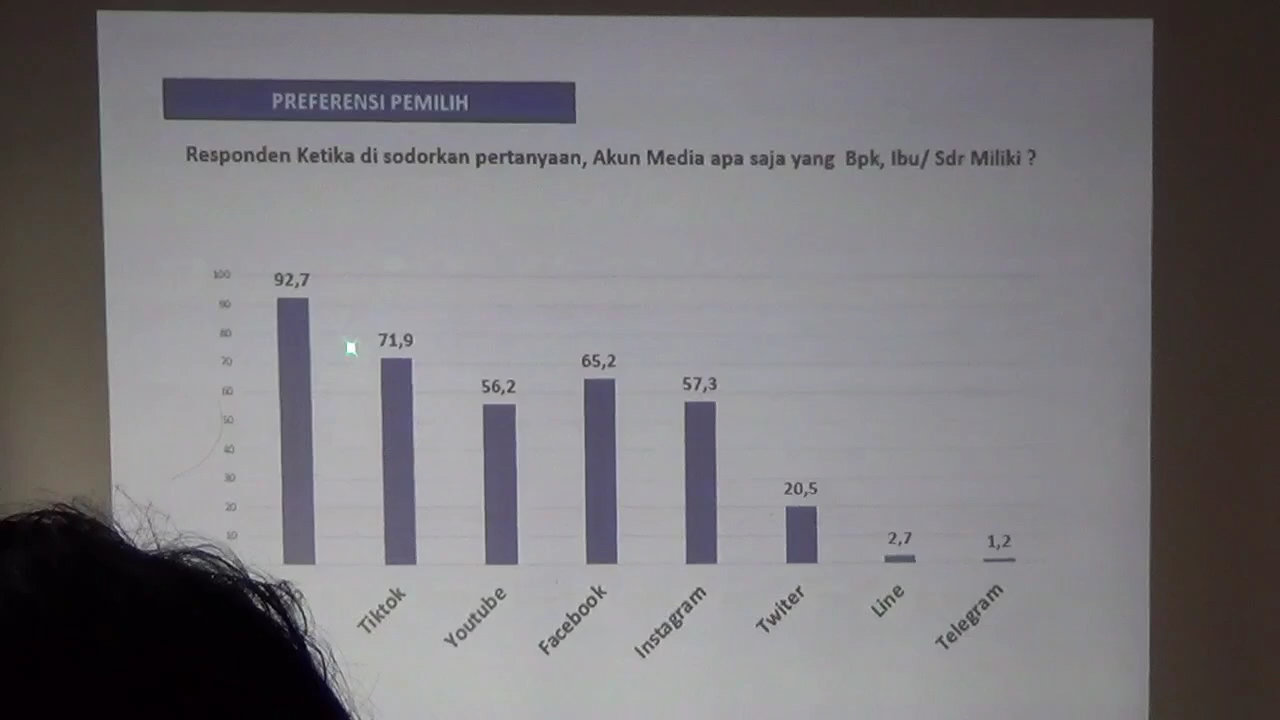 PREFERENSI PEMILIH
Responden Ketika di sodorkan pertanyaan, Akun Media apa saja yang Bpk, Ibu/ Sdr Miliki ?
100
90
80
70
60
50
40
30
20
10
92,7
71,9
56,2
65,2
57,3
20,5
2,7
1,2
Tiktok
Youtube
Facebook
Instagram
Twiter
Line
Telegram